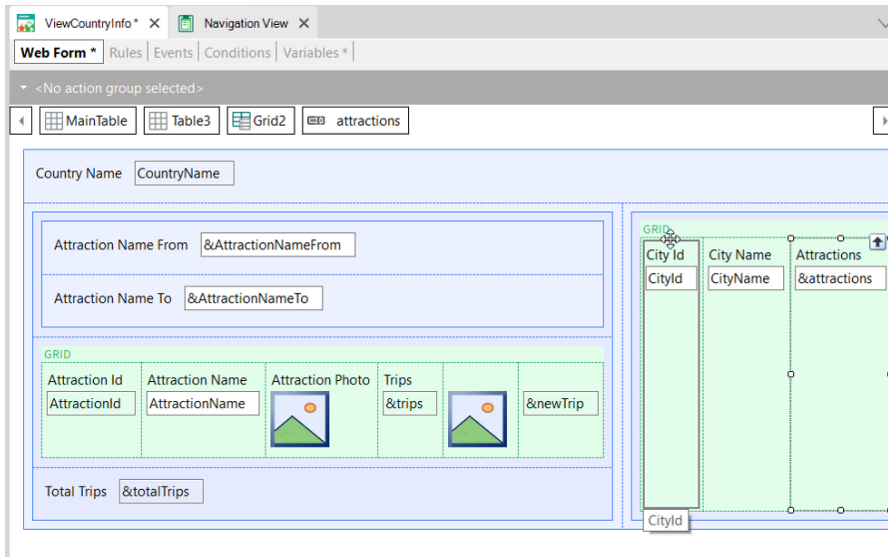 ViewCountryInfo * Navigation View
Web Form * Rules Events Conditions Variables *
<No action group selected>
MainTable Table3 Grid2 attractions
Country Name CountryName
Attraction Name From &AttractionNameFrom
Attraction Name To &AttractionNameTo
GRID
Attraction Id Attraction Name Attraction Photo Trips
AttractionId AttractionName &trips &newTrip
Total Trips &totalTrips
GRID
City Id City Name Attractions
CityId CityName &attractions
CityId